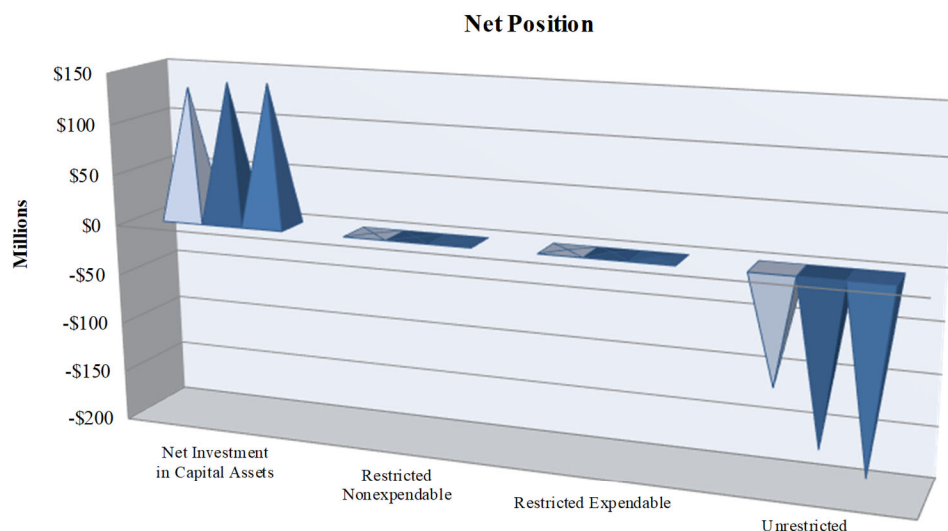 Net Position
$150
$100
$50
$0
-$50
-$100
-$150
-$200
Millions
Net Investment
in Capital Assets
Restricted
Nonexpendable
Restricted Expendable
Unrestricted